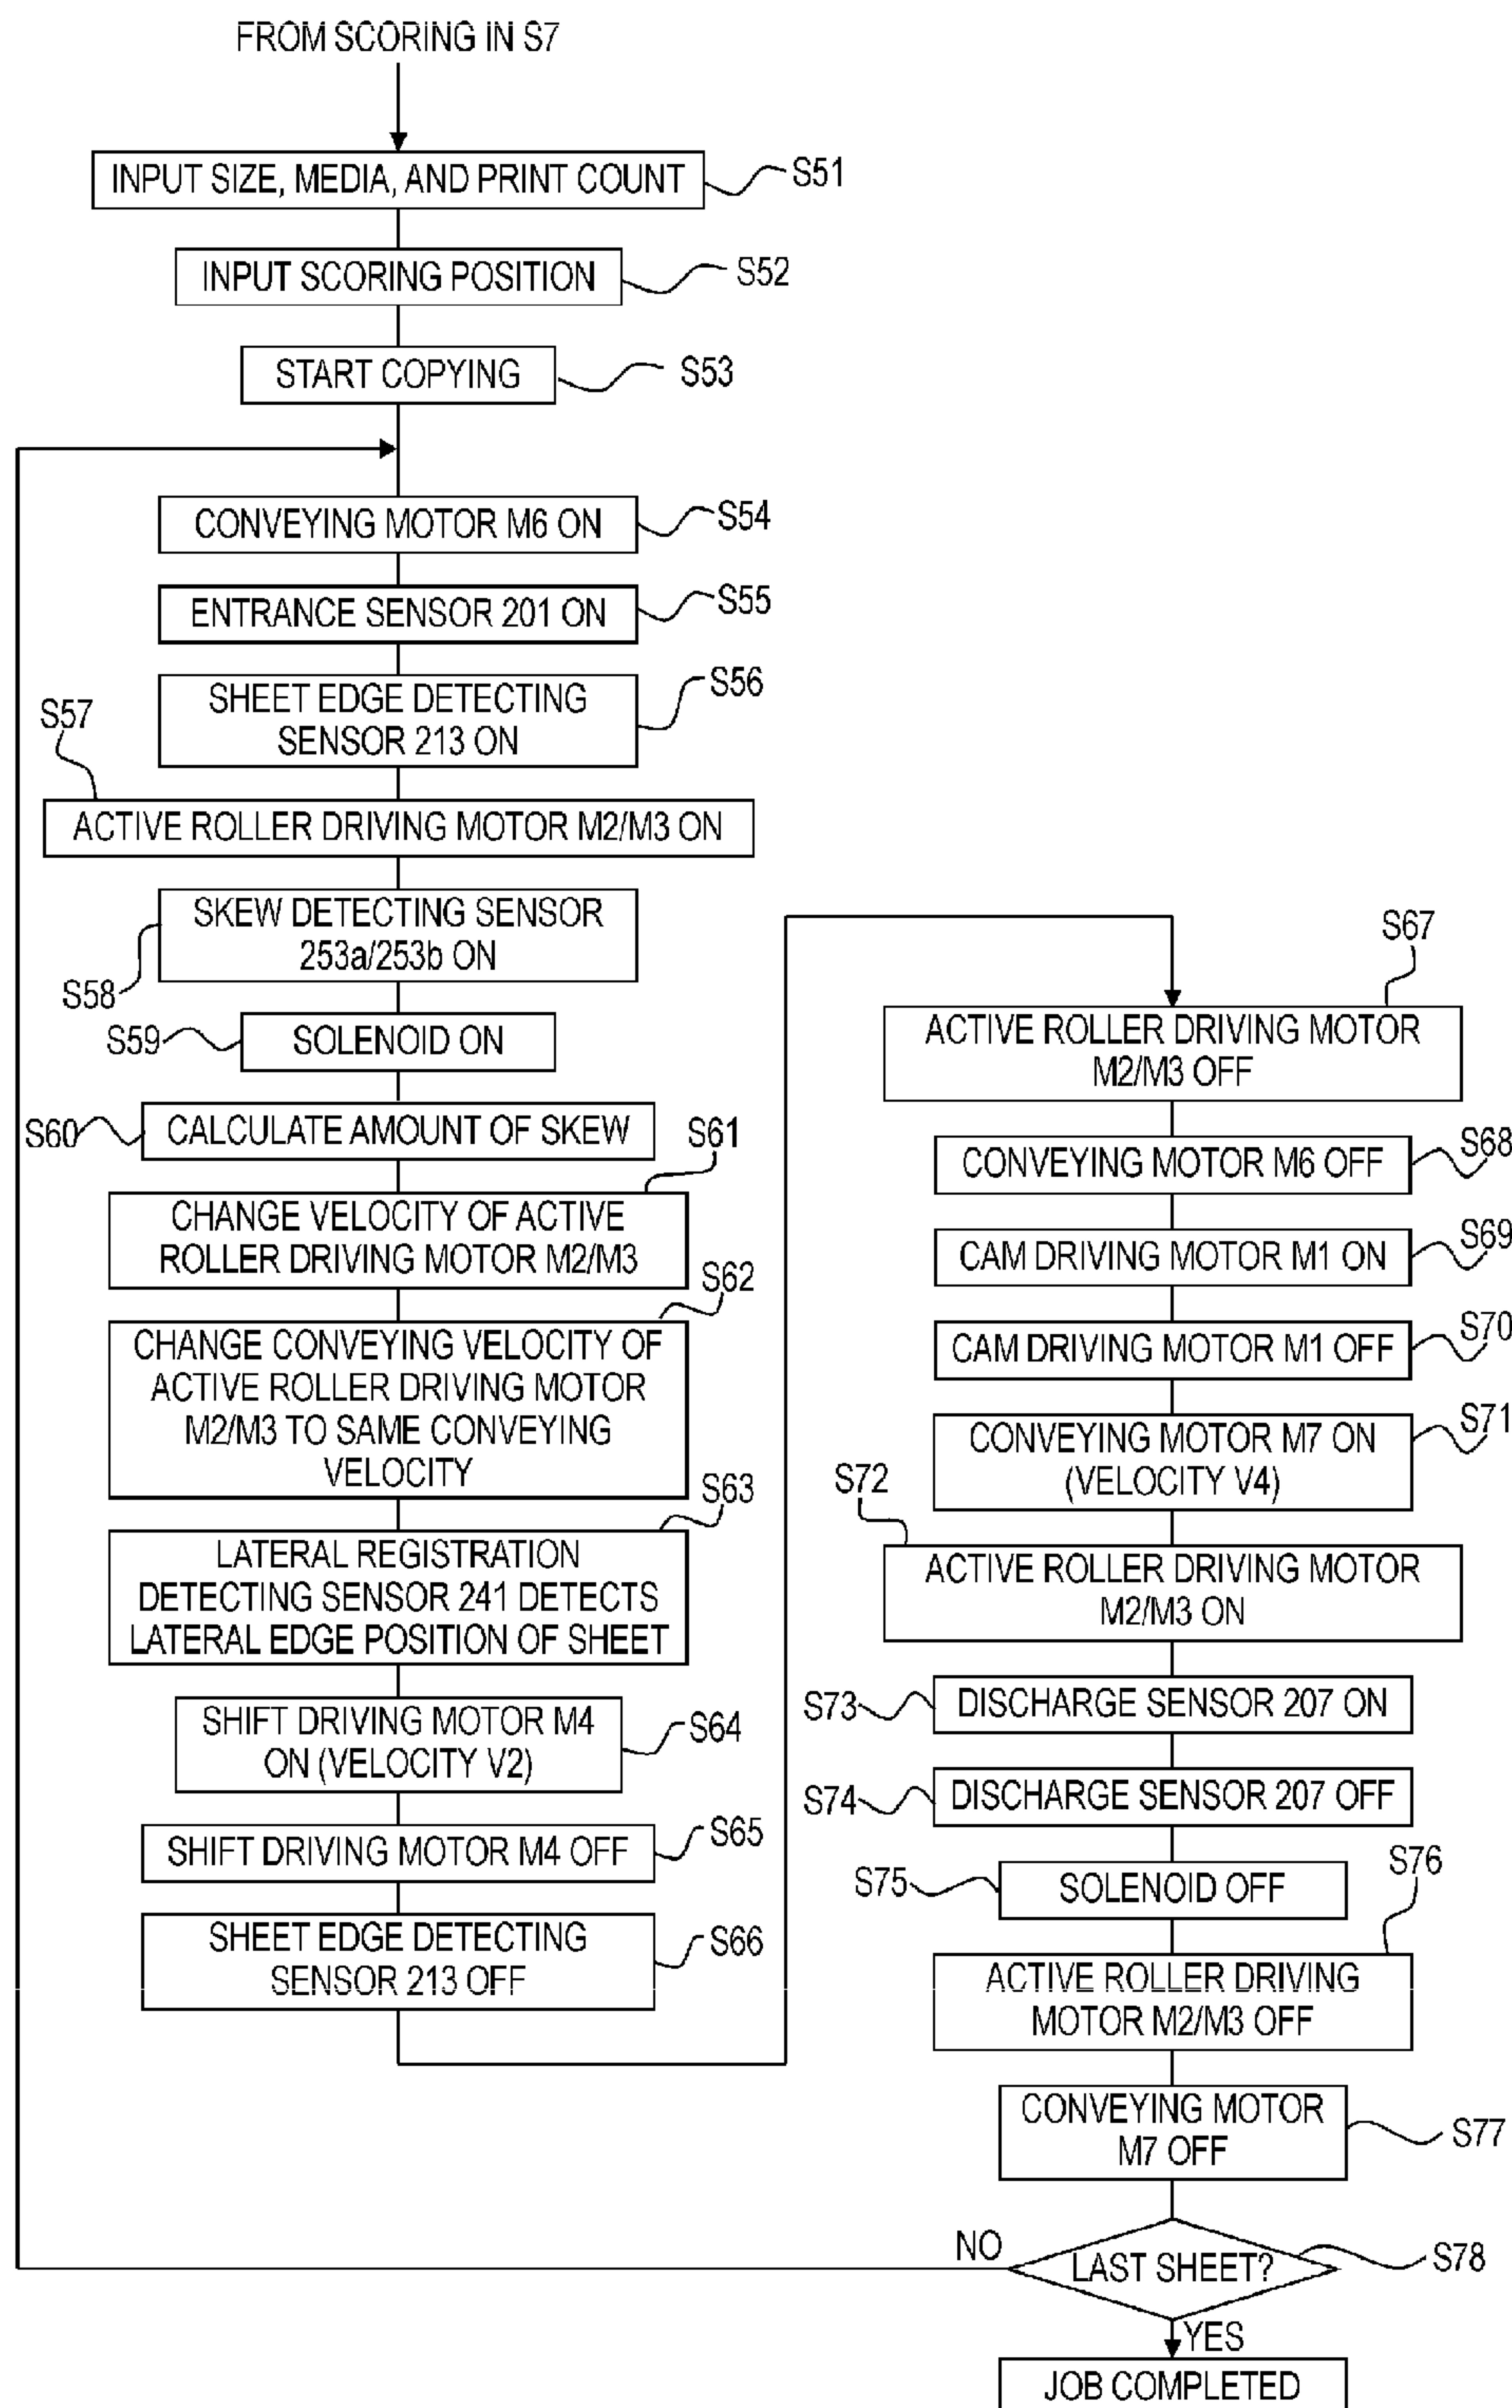 FROM SCORING IN S7
INPUT SIZE, MEDIA, AND PRINT COUNT
S51
INPUT SCORING POSITION
S52
START COPYING
S53
CONVEYING MOTOR M6 ON
S54
ENTRANCE SENSOR 201 ON
S55
SHEET EDGE DETECTING
SENSOR 213 ON
S56
S57
ACTIVE ROLLER DRIVING MOTOR M2/M3 ON
SKEW DETECTING SENSOR
253a/253b ON
S58
S59
SOLENOID ON
S60
CALCULATE AMOUNT OF SKEW
S61
CHANGE VELOCITY OF ACTIVE
ROLLER DRIVING MOTOR M2/M3
S62
CHANGE CONVEYING VELOCITY OF
ACTIVE ROLLER DRIVING MOTOR
M2/M3 TO SAME CONVEYING
VELOCITY
S63
LATERAL REGISTRATION
DETECTING SENSOR 241 DETECTS
LATERAL EDGE POSITION OF SHEET
SHIFT DRIVING MOTOR M4
ON (VELOCITY V2)
S64
SHIFT DRIVING MOTOR M4 OFF
S65
SHEET EDGE DETECTING
SENSOR 213 OFF
S66
S67
ACTIVE ROLLER DRIVING MOTOR
M2/M3 OFF
CONVEYING MOTOR M6 OFF
S68
CAM DRIVING MOTOR M1 ON
S69
CAM DRIVING MOTOR M1 OFF
S70
CONVEYING MOTOR M7 ON
(VELOCITY V4)
S71
S72
ACTIVE ROLLER DRIVING MOTOR
M2/M3 ON
S73
DISCHARGE SENSOR 207 ON
S74
DISCHARGE SENSOR 207 OFF
S75
SOLENOID OFF
S76
ACTIVE ROLLER DRIVING
MOTOR M2/M3 OFF
CONVEYING MOTOR
M7 OFF
S77
NO
LAST SHEET?
S78
YES
JOB COMPLETED